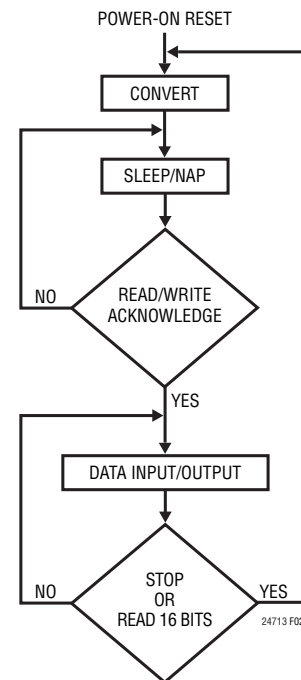 POWER-ON RESET
CONVERT
SLEEP/NAP
NO
READ/WRITE
ACKNOWLEDGE
YES
DATA INPUT/OUTPUT
NO
STOP
OR
READ 16 BITS
YES
24713 F02